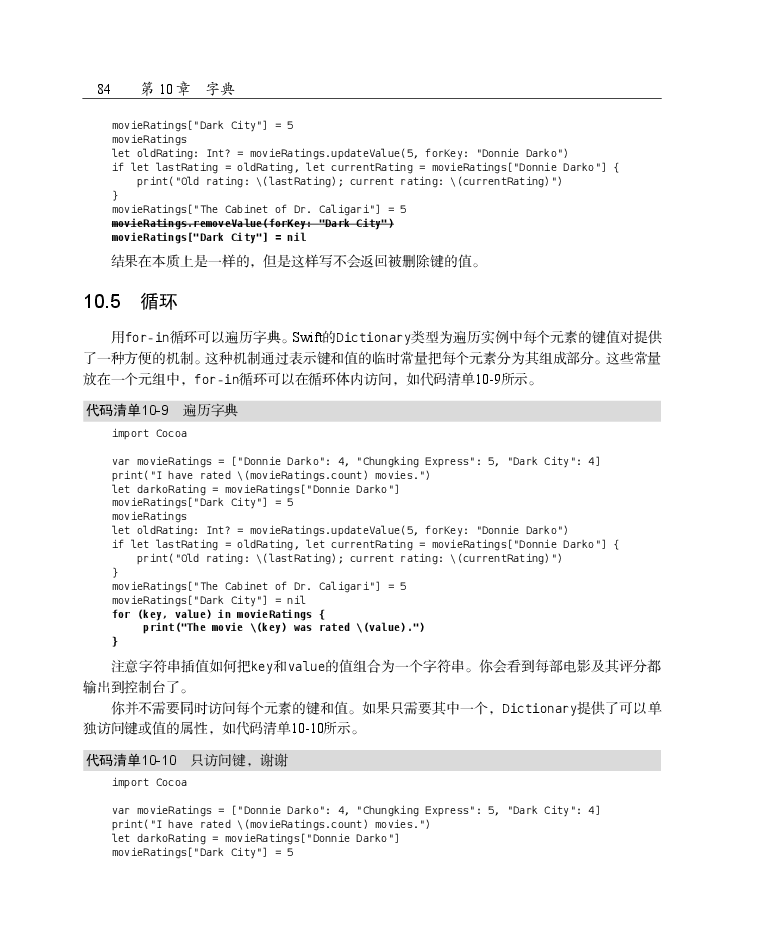 84 第 10 章 字典
movieRatings["Dark City"] = 5
movieRatings
let oldRating: Int? = movieRatings.updateValue(5, forKey: "Donnie Darko")
if let lastRating = oldRating, let currentRating = movieRatings["Donnie Darko"] {
    print("Old rating: \(lastRating); current rating: \(currentRating)")
}
movieRatings["The Cabinet of Dr. Caligari"] = 5
movieRatings.removeValue(forKey: "Dark City")
movieRatings["Dark City"] = nil
结果在本质上是一样的，但是这样写不会返回被删除键的值。
10.5 循环
用for-in循环可以遍历字典。Swift的Dictionary类型为遍历实例中每个元素的键值对提供
了一种方便的机制。这种机制通过表示键和值的临时常量把每个元素分为其组成部分。这些常量
放在一个元组中，for-in循环可以在循环体内访问，如代码清单10-9所示。
代码清单10-9 遍历字典
import Cocoa
var movieRatings = ["Donnie Darko": 4, "Chungking Express": 5, "Dark City": 4]
print("I have rated \(movieRatings.count) movies.")
let darkoRating = movieRatings["Donnie Darko"]
movieRatings["Dark City"] = 5
movieRatings
let oldRating: Int? = movieRatings.updateValue(5, forKey: "Donnie Darko")
if let lastRating = oldRating, let currentRating = movieRatings["Donnie Darko"] {
    print("Old rating: \(lastRating); current rating: \(currentRating)")
}
movieRatings["The Cabinet of Dr. Caligari"] = 5
movieRatings["Dark City"] = nil
for (key, value) in movieRatings {
     print("The movie \(key) was rated \(value).")
}
注意字符串插值如何把key和value的值组合为一个字符串。你会看到每部电影及其评分都
输出到控制台了。
你并不需要同时访问每个元素的键和值。如果只需要其中一个，Dictionary提供了可以单
独访问键或值的属性，如代码清单10-10所示。
代码清单10-10 只访问键，谢谢
import Cocoa
var movieRatings = ["Donnie Darko": 4, "Chungking Express": 5, "Dark City": 4]
print("I have rated \(movieRatings.count) movies.")
let darkoRating = movieRatings["Donnie Darko"]
movieRatings["Dark City"] = 5